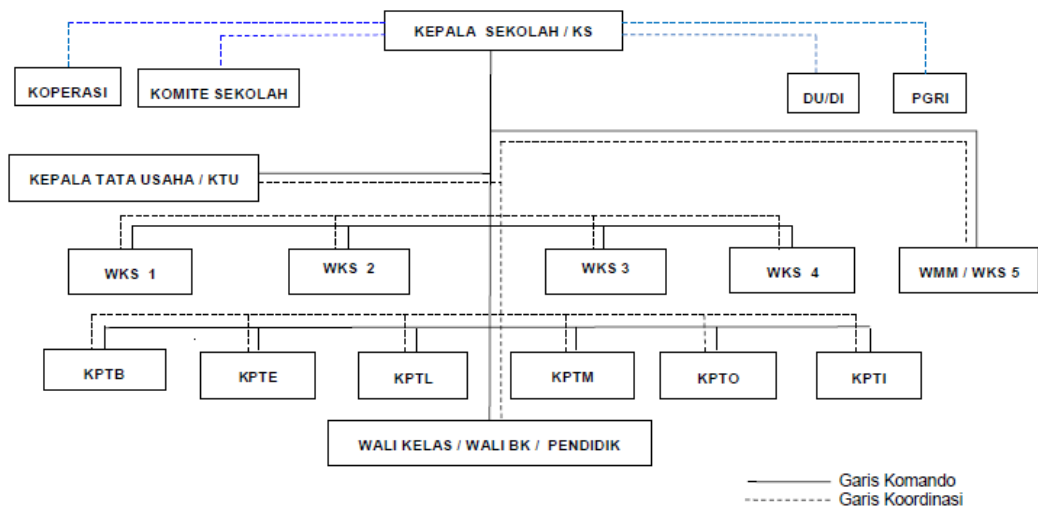 KEPALA SEKOLAH / KS
KOPERASI
KOMITE SEKOLAH
DU/DI
PGRI
KEPALA TATA USAHA / KTU
WKS 1
WKS 2
WKS 3
WKS 4
WMM / WKS 5
KPTB
KPTE
KPTL
KPTM
KPTO
KPTI
WALI KELAS / WALI BK / PENDIDIK
Garis Komando
Garis Koordinasi